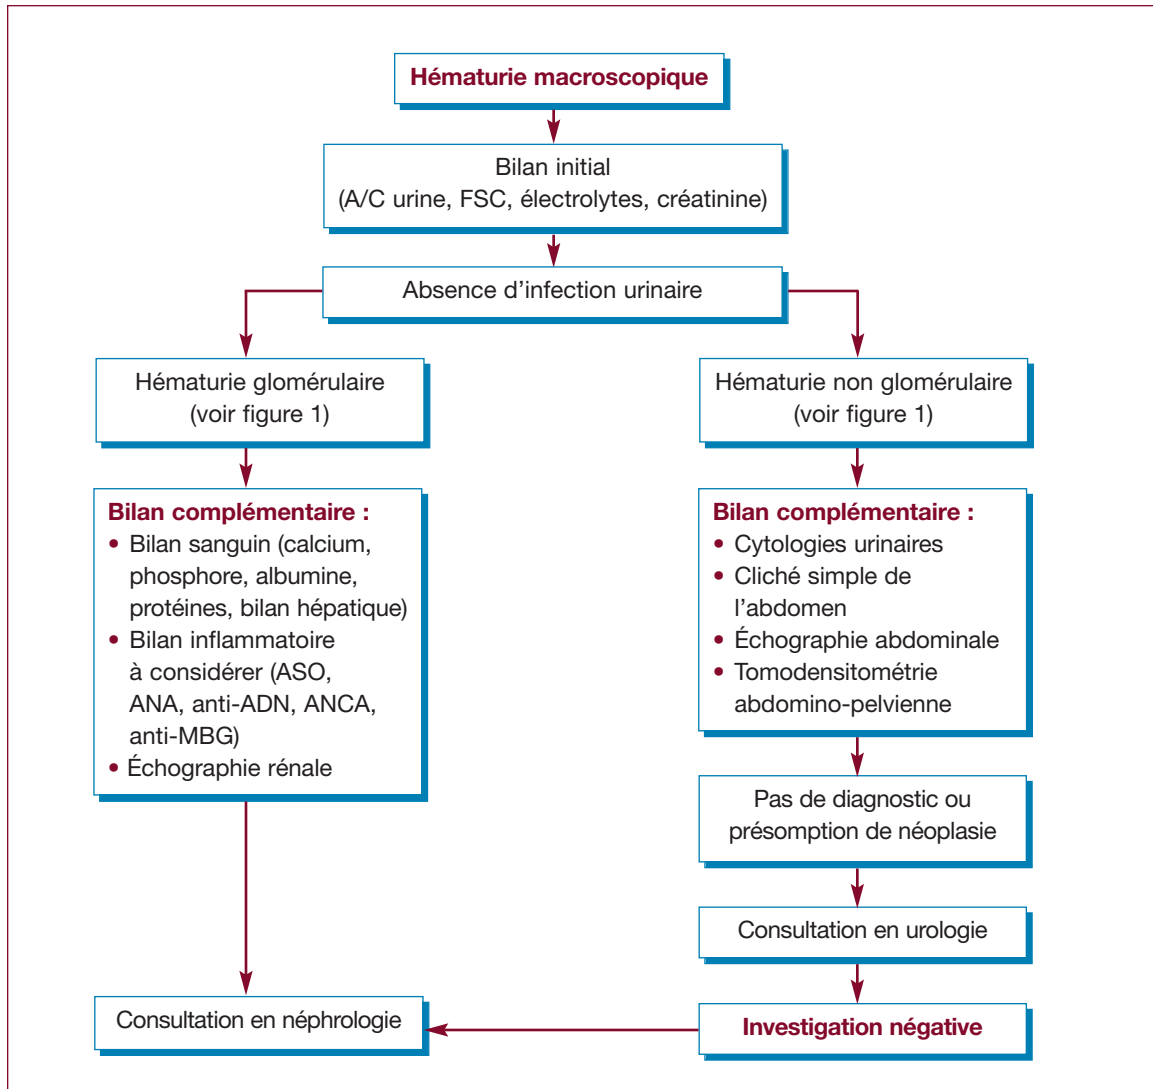 Hématurie macroscopique
Bilan initial
(A/C urine, FSC, électrolytes, créatinine)
Absence d’infection urinaire
Hématurie glomérulaire
(voir figure 1)
Hématurie non glomérulaire
(voir figure 1)
Bilan complémentaire :
• Bilan sanguin (calcium,
phosphore, albumine,
protéines, bilan hépatique)
• Bilan inflammatoire
à considérer (ASO,
ANA, anti-ADN, ANCA,
anti-MBG)
• Échographie rénale
Bilan complémentaire :
• Cytologies urinaires
• Cliché simple de
l’abdomen
• Échographie abdominale
• Tomodensitométrie
abdomino-pelvienne
Pas de diagnostic ou
présomption de néoplasie
Consultation en urologie
Consultation en néphrologie
Investigation négative